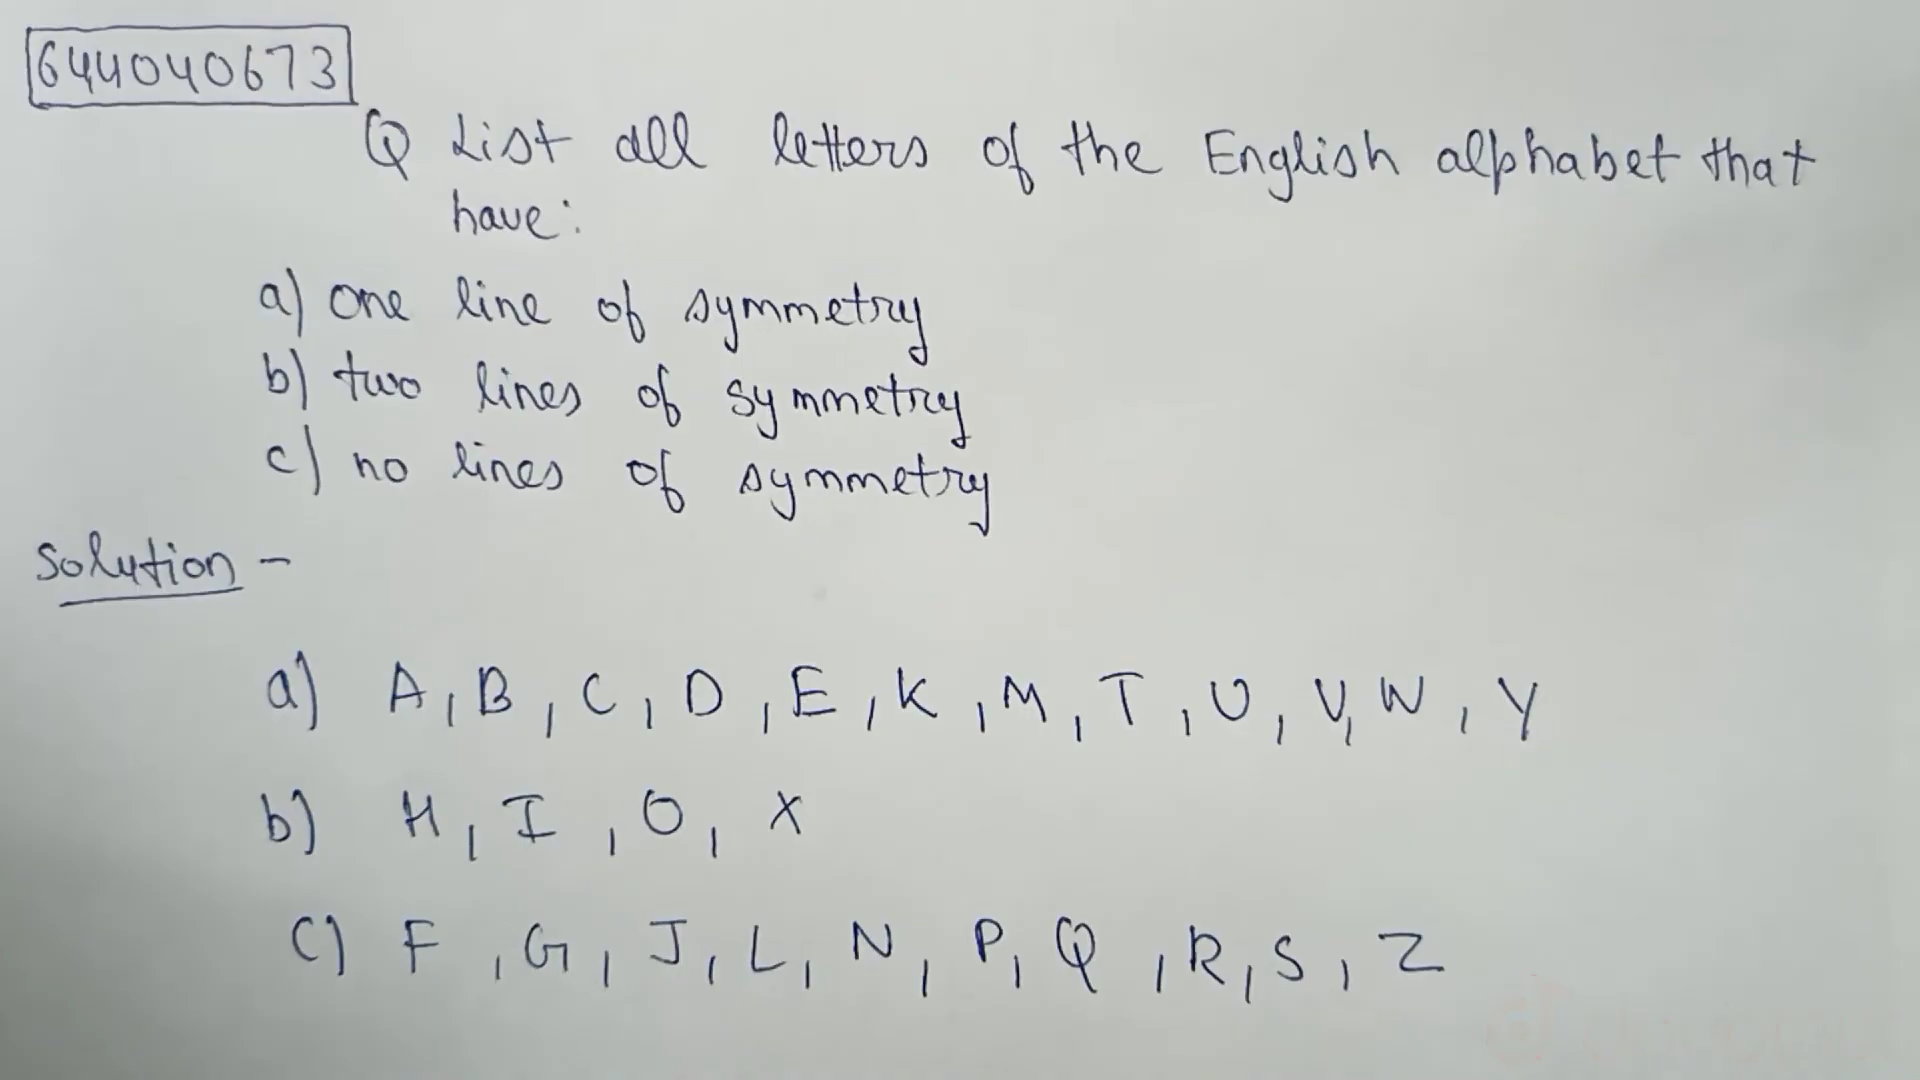 644040673
Q List all letters of the English alphabet that
have:
a) one line of symmetry
b) two lines of symmetry
c) no lines of symmetry
Solution -
a) A, B, C, D, E, K, M, T, U, V, W, Y
b) H, I, O, X
C) F, G, J, L, N, P, Q, R, S, Z